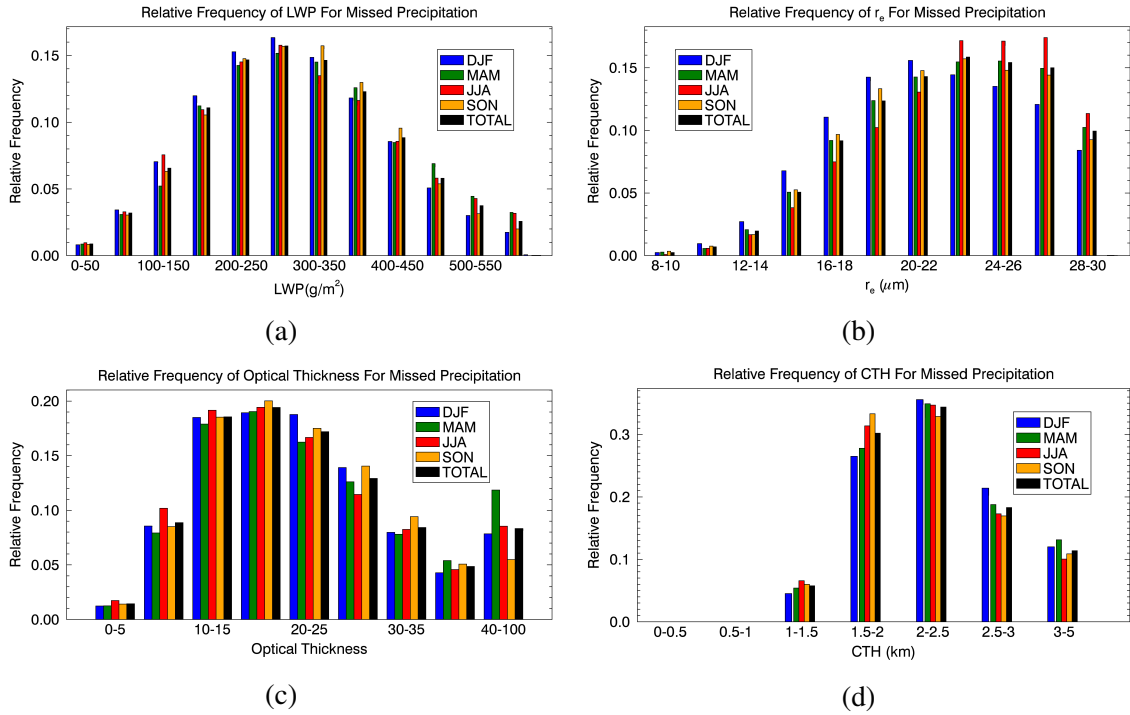 Relative Frequency of LWP For Missed Precipitation
Relative Frequency
0.15
0.10
0.05
0.00
DJF
MAM
JJA
SON
TOTAL
0-50 100-150 200-250 300-350 400-450 500-550
LWP(g/m²)
(a)
Relative Frequency of rₑ For Missed Precipitation
Relative Frequency
0.15
0.10
0.05
0.00
DJF
MAM
JJA
SON
TOTAL
8-10 12-14 16-18 20-22 24-26 28-30
rₑ (μm)
(b)
Relative Frequency of Optical Thickness For Missed Precipitation
Relative Frequency
0.20
0.15
0.10
0.05
0.00
DJF
MAM
JJA
SON
TOTAL
0-5 10-15 20-25 30-35 40-100
Optical Thickness
(c)
Relative Frequency of CTH For Missed Precipitation
Relative Frequency
0.3
0.2
0.1
0.0
DJF
MAM
JJA
SON
TOTAL
0-0.5 0.5-1 1-1.5 1.5-2 2-2.5 2.5-3 3-5
CTH (km)
(d)